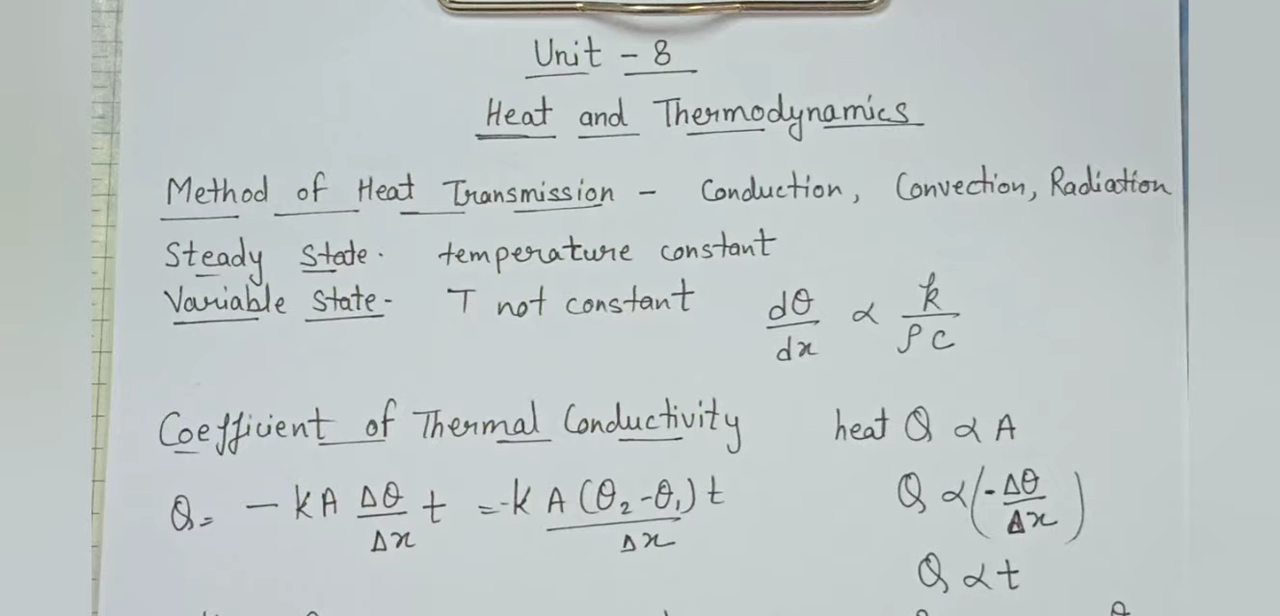 Unit - 8
Heat and Thermodynamics
Method of Heat Transmission - Conduction, Convection, Radiation
Steady State. temperature constant
Variable State - T not constant dθ/dx ∝ k/ρc
Coefficient of Thermal Conductivity heat Q ∝ A
Q = - kA Δθ/Δx t = -k A(θ₂-θ₁)t/Δx Q ∝ (-Δθ/Δx)
Q ∝ t